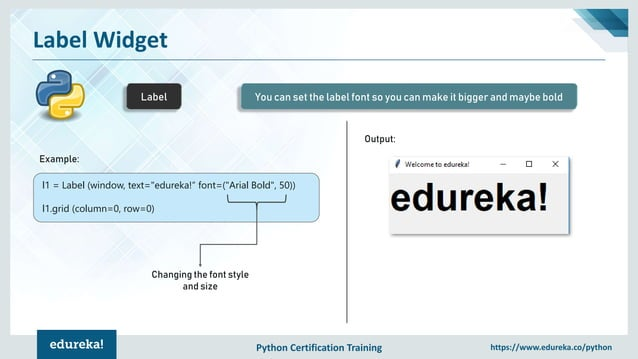 Label Widget
Label
You can set the label font so you can make it bigger and maybe bold
Example:
l1 = Label (window, text="edureka!" font=("Arial Bold", 50))
l1.grid (column=0, row=0)
Changing the font style
and size
Output:
Welcome to edureka!
edureka!
edureka!
Python Certification Training
https://www.edureka.co/python